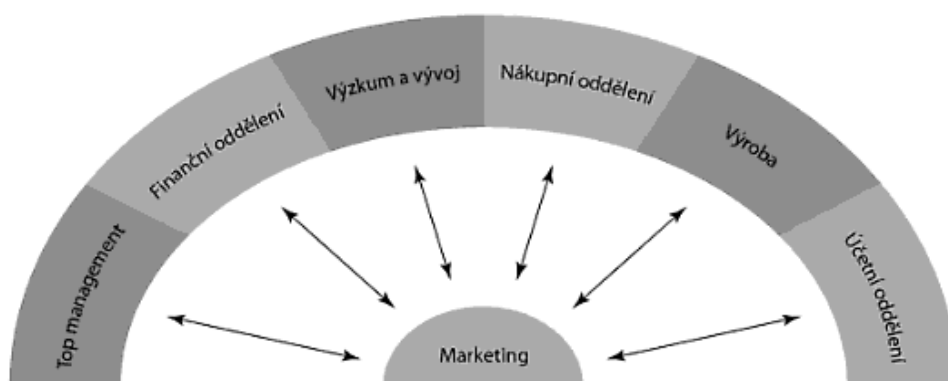 Top management
Finanční oddělení
Výzkum a vývoj
Nákupní oddělení
Výroba
Účetní oddělení
Marketing